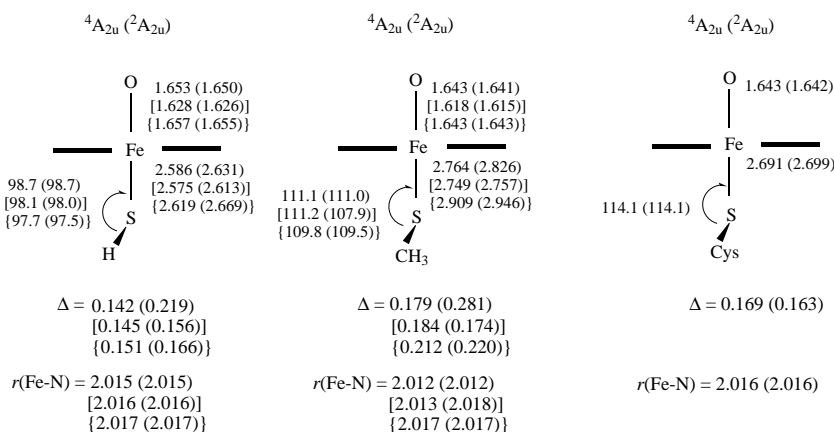 ⁴A₂ᵤ (²A₂ᵤ)
O
1.653 (1.650)
[1.628 (1.626)]
{1.657 (1.655)}
Fe
2.586 (2.631)
[2.575 (2.613)]
{2.619 (2.669)}
98.7 (98.7)
[98.1 (98.0)]
{97.7 (97.5)}
S
H
Δ = 0.142 (0.219)
[0.145 (0.156)]
{0.151 (0.166)}
r(Fe-N) = 2.015 (2.015)
[2.016 (2.016)]
{2.017 (2.017)}
⁴A₂ᵤ (²A₂ᵤ)
O
1.643 (1.641)
[1.618 (1.615)]
{1.643 (1.643)}
Fe
2.764 (2.826)
[2.749 (2.757)]
{2.909 (2.946)}
111.1 (111.0)
[111.2 (107.9)]
{109.8 (109.5)}
S
CH₃
Δ = 0.179 (0.281)
[0.184 (0.174)]
{0.212 (0.220)}
r(Fe-N) = 2.012 (2.012)
[2.013 (2.018)]
{2.017 (2.017)}
⁴A₂ᵤ (²A₂ᵤ)
O
1.643 (1.642)
Fe
2.691 (2.699)
114.1 (114.1)
S
Cys
Δ = 0.169 (0.163)
r(Fe-N) = 2.016 (2.016)